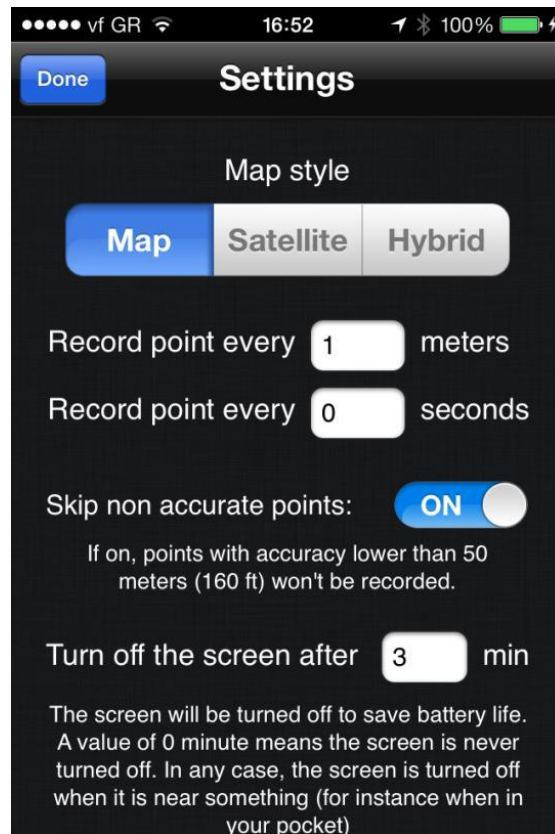 vf GR 16:52 100%
Done Settings
Map style
Map Satellite Hybrid
Record point every 1 meters
Record point every 0 seconds
Skip non accurate points: ON
If on, points with accuracy lower than 50
meters (160 ft) won't be recorded.
Turn off the screen after 3 min
The screen will be turned off to save battery life.
A value of 0 minute means the screen is never
turned off. In any case, the screen is turned off
when it is near something (for instance when in
your pocket)